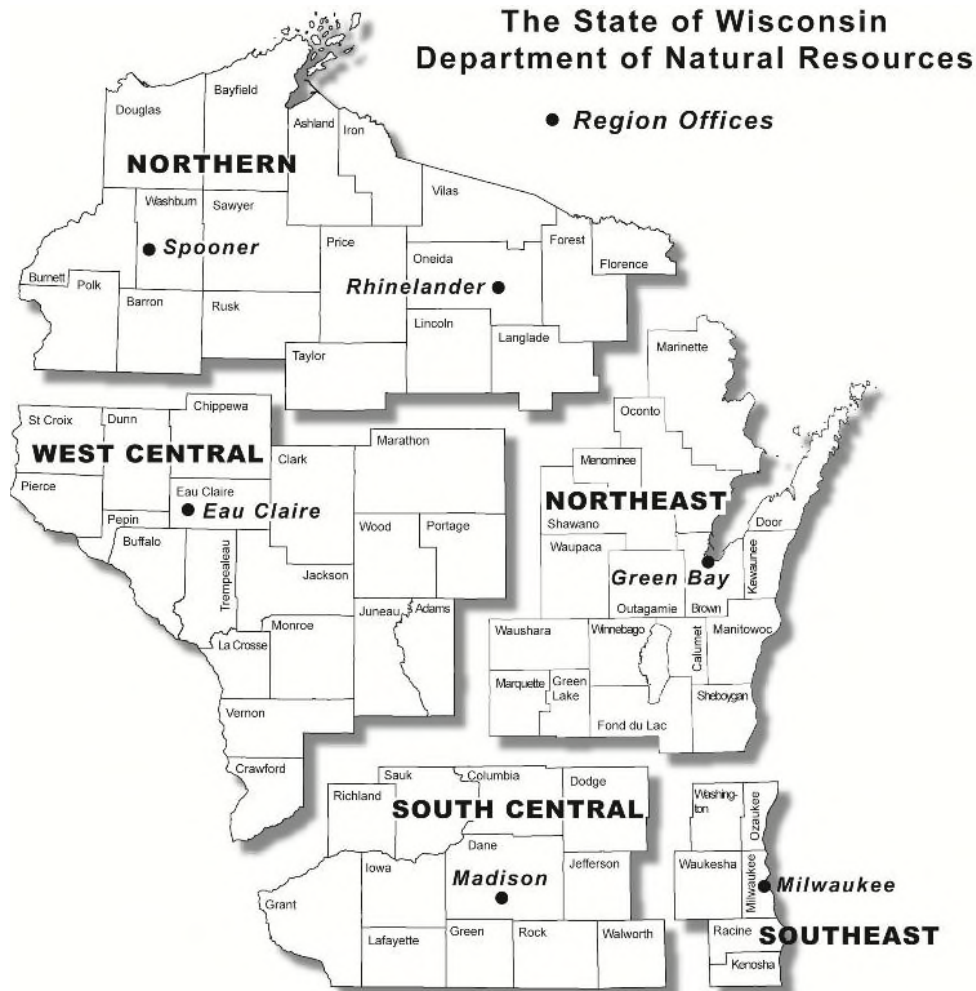 The State of Wisconsin
Department of Natural Resources
● Region Offices
Douglas
Bayfield
Ashland
Iron
NORTHERN
Vilas
Washburn
Sawyer
Spooner
Price
Oneida
Forest
Florence
Burnett
Polk
Barron
Rusk
Rhinelander
Lincoln
Langlade
Taylor
Marinette
Chippewa
St Croix
Dunn
WEST CENTRAL
Clark
Marathon
Pierce
Eau Claire
Eau Claire
Pepin
Buffalo
Wood
Portage
Trempealeau
Jackson
Juneau
Adams
Monroe
La Crosse
Vernon
Crawford
Oconto
Menominee
NORTHEAST
Shawano
Door
Waupaca
Green Bay
Kewaunee
Outagamie
Brown
Waushara
Winnebago
Calumet
Manitowoc
Marquette
Green
Lake
Sheboygan
Fond du Lac
Sauk
Columbia
Dodge
Richland
SOUTH CENTRAL
Dane
Iowa
Madison
Jefferson
Grant
Lafayette
Green
Rock
Walworth
Washing-
ton
Ozaukee
Waukesha
Milwaukee
Milwaukee
Racine
SOUTHEAST
Kenosha